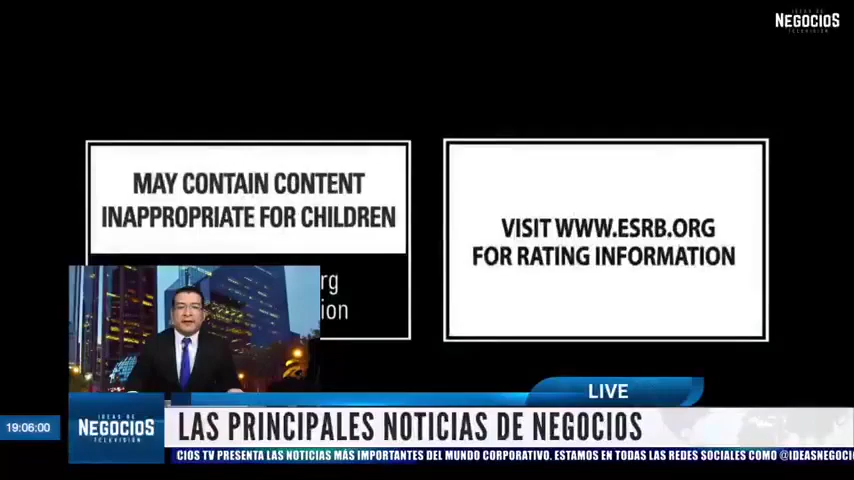 IDEAS DE
NEGOCIOS
TELEVISIÓN
MAY CONTAIN CONTENT
INAPPROPRIATE FOR CHILDREN
rg
ion
VISIT WWW.ESRB.ORG
FOR RATING INFORMATION
LIVE
19:06:00
IDEAS DE
NEGOCIOS
TELEVISIÓN
LAS PRINCIPALES NOTICIAS DE NEGOCIOS
CIOS TV PRESENTA LAS NOTICIAS MÁS IMPORTANTES DEL MUNDO CORPORATIVO. ESTAMOS EN TODAS LAS REDES SOCIALES COMO @IDEASNEGOCIO